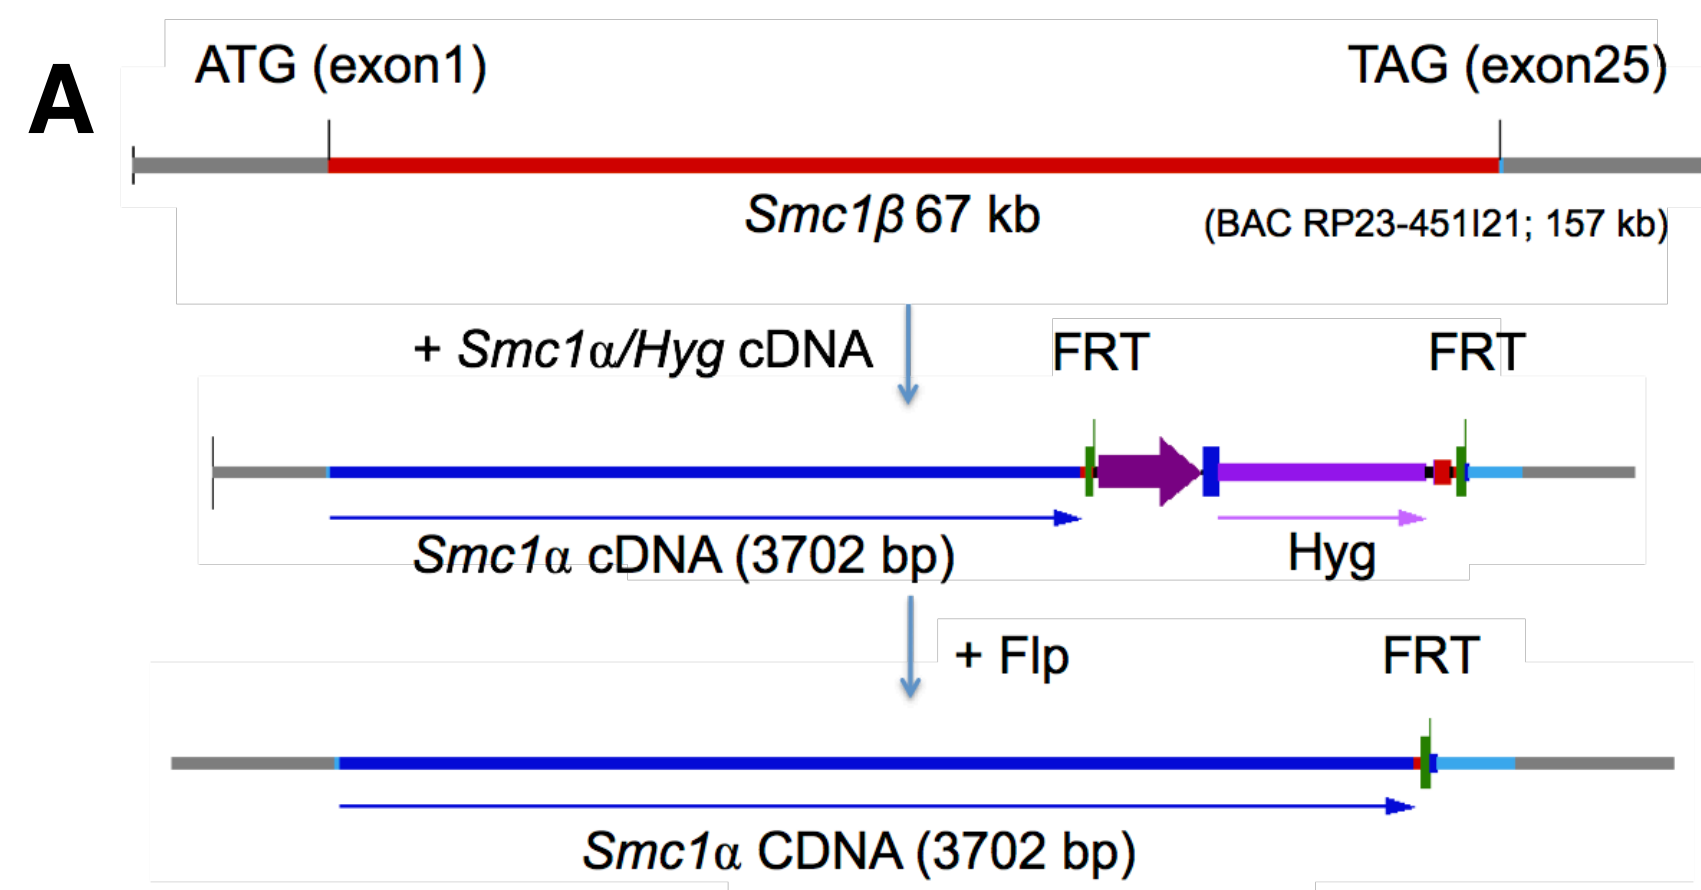 A
ATG (exon1) TAG (exon25)
Smc1β 67 kb
(BAC RP23-451I21; 157 kb)
+ Smc1α/Hyg cDNA
FRT FRT
Smc1α cDNA (3702 bp)
Hyg
+ Flp
FRT
Smc1α CDNA (3702 bp)